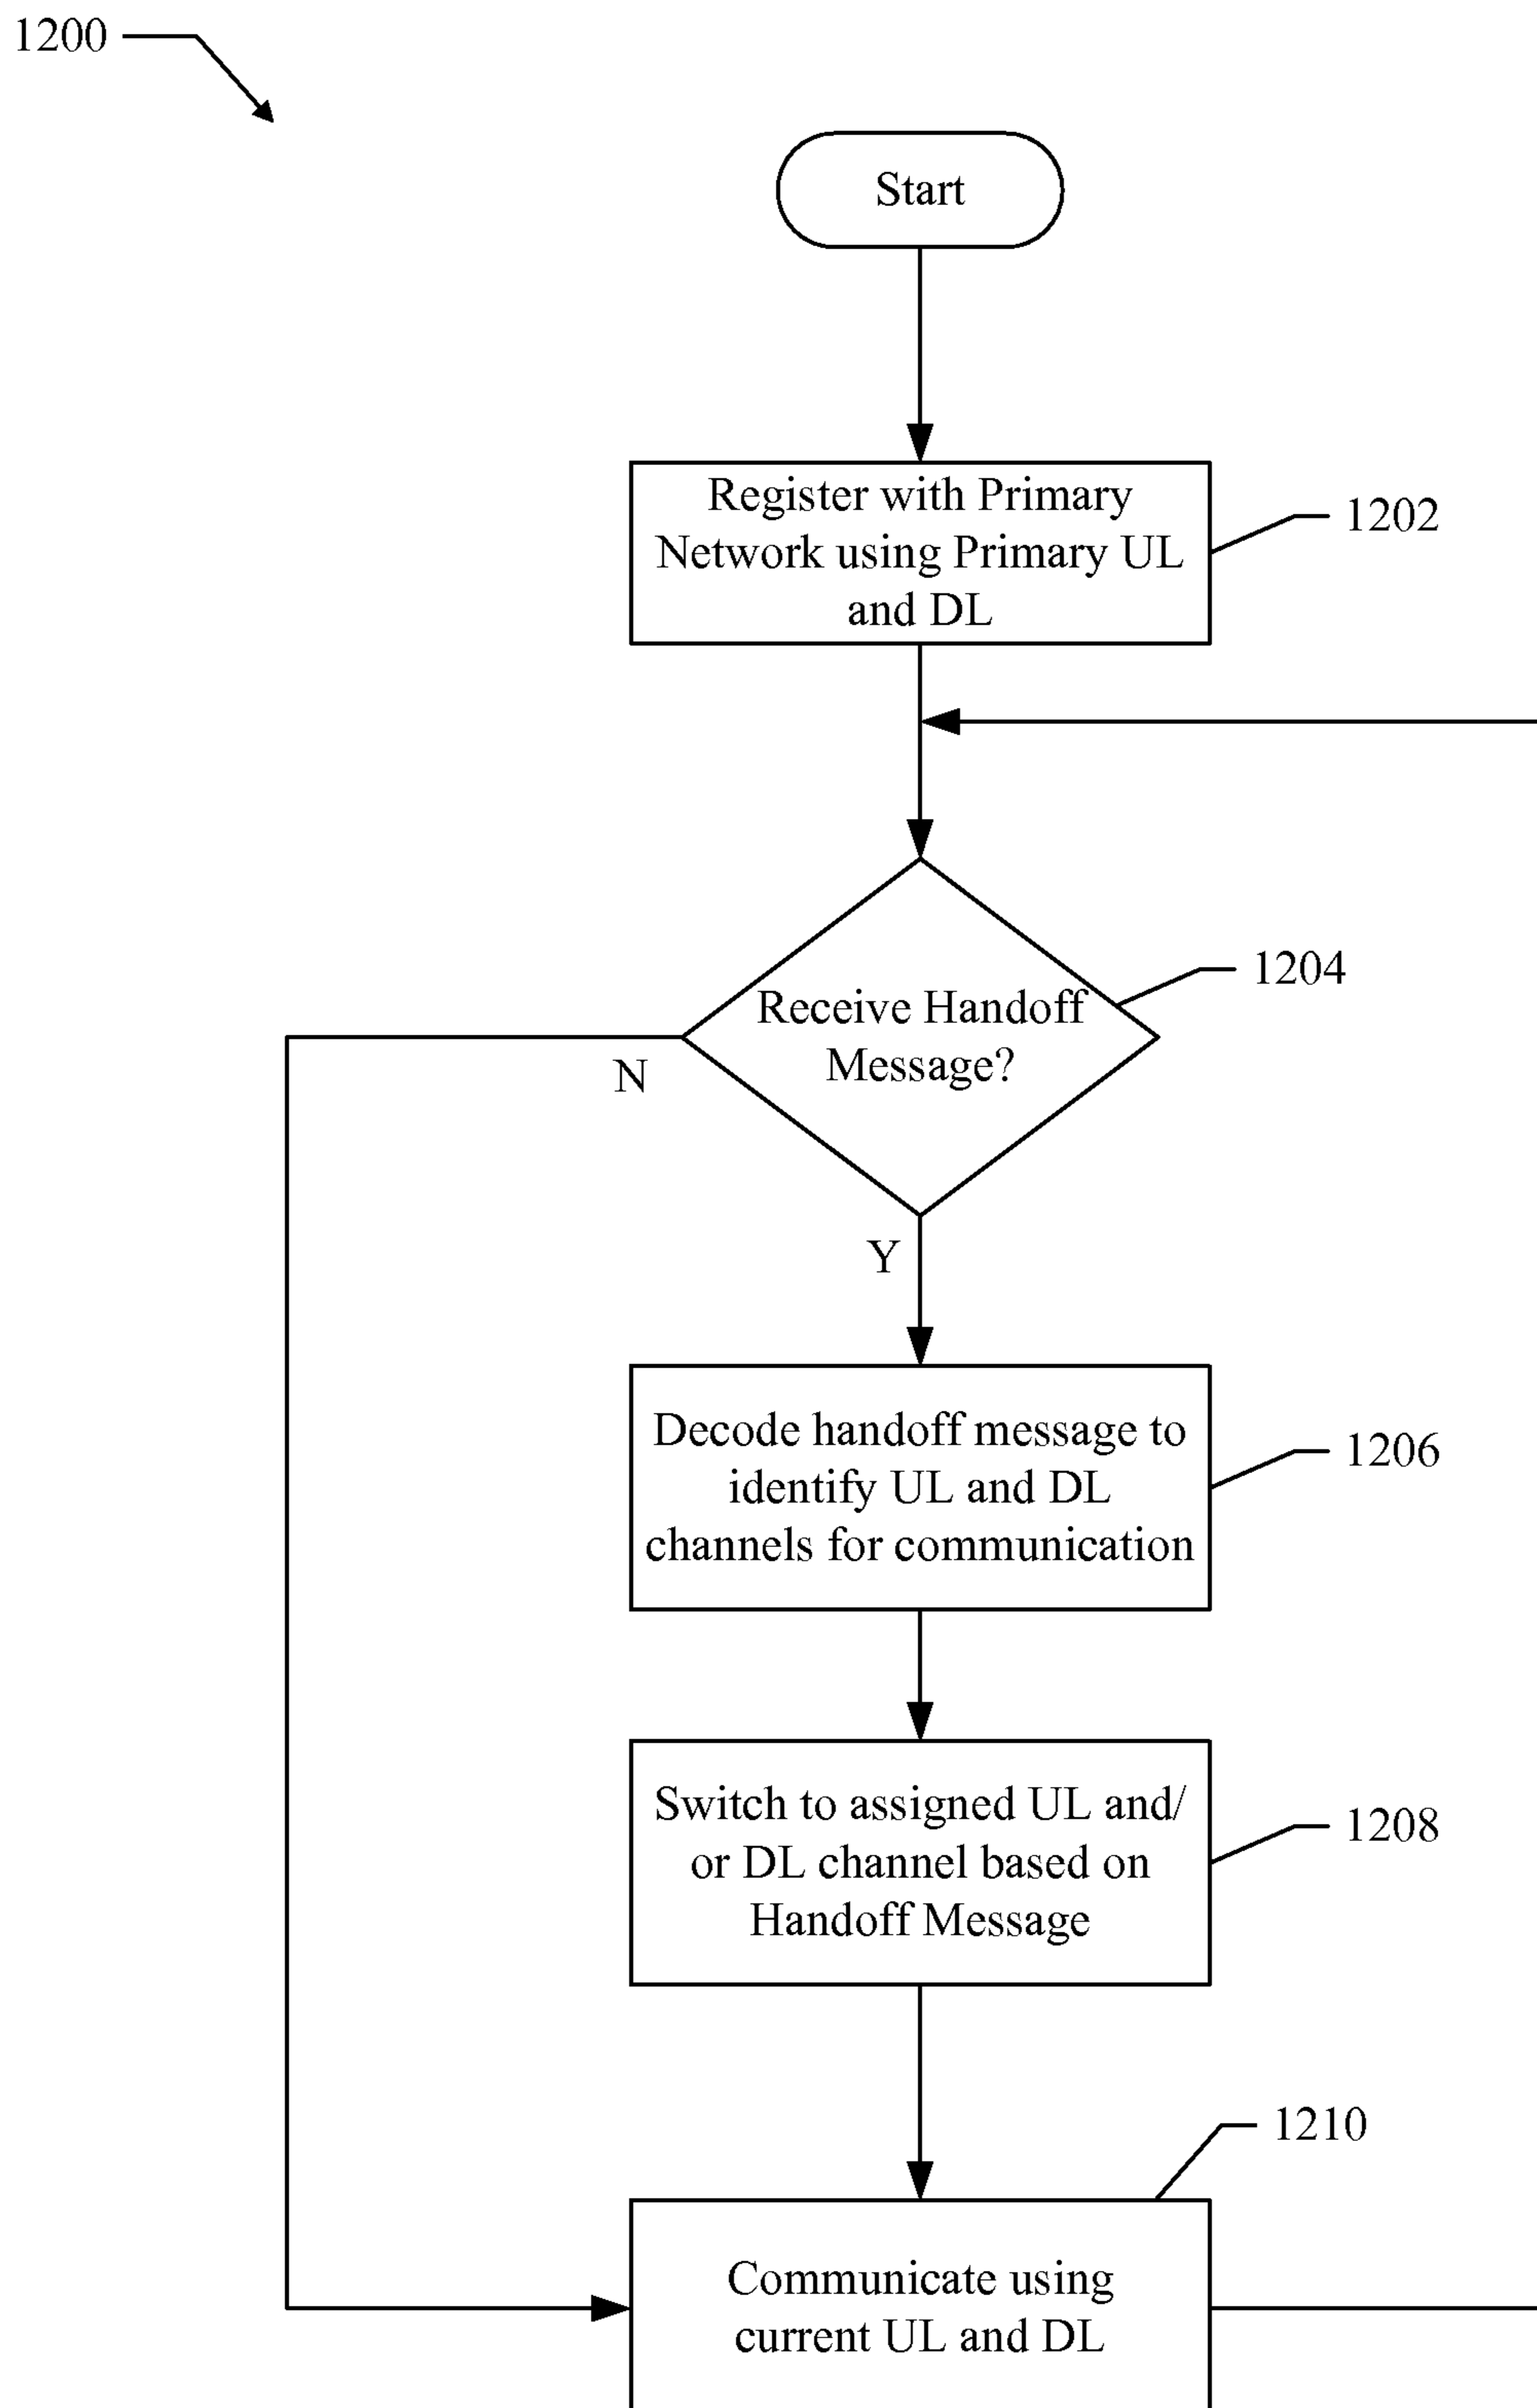 1200
Start
Register with Primary
Network using Primary UL
and DL
1202
Receive Handoff
Message?
1204
N
Y
Decode handoff message to
identify UL and DL
channels for communication
1206
Switch to assigned UL and/
or DL channel based on
Handoff Message
1208
1210
Communicate using
current UL and DL